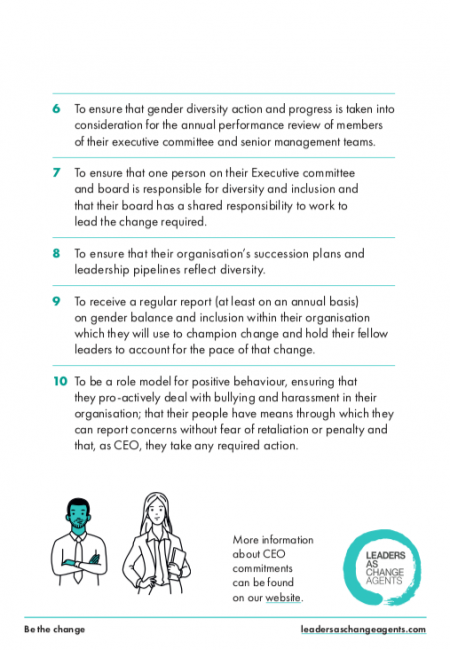 6 To ensure that gender diversity action and progress is taken into
consideration for the annual performance review of members
of their executive committee and senior management teams.
7 To ensure that one person on their Executive committee
and board is responsible for diversity and inclusion and
that their board has a shared responsibility to work to
lead the change required.
8 To ensure that their organisation's succession plans and
leadership pipelines reflect diversity.
9 To receive a regular report (at least on an annual basis)
on gender balance and inclusion within their organisation
which they will use to champion change and hold their fellow
leaders to account for the pace of that change.
10 To be a role model for positive behaviour, ensuring that
they pro-actively deal with bullying and harassment in their
organisation; that their people have means through which they
can report concerns without fear of retaliation or penalty and
that, as CEO, they take any required action.
More information
about CEO
commitments
can be found
on our website.
LEADERS
AS
CHANGE
AGENTS
Be the change
leadersaschangeagents.com